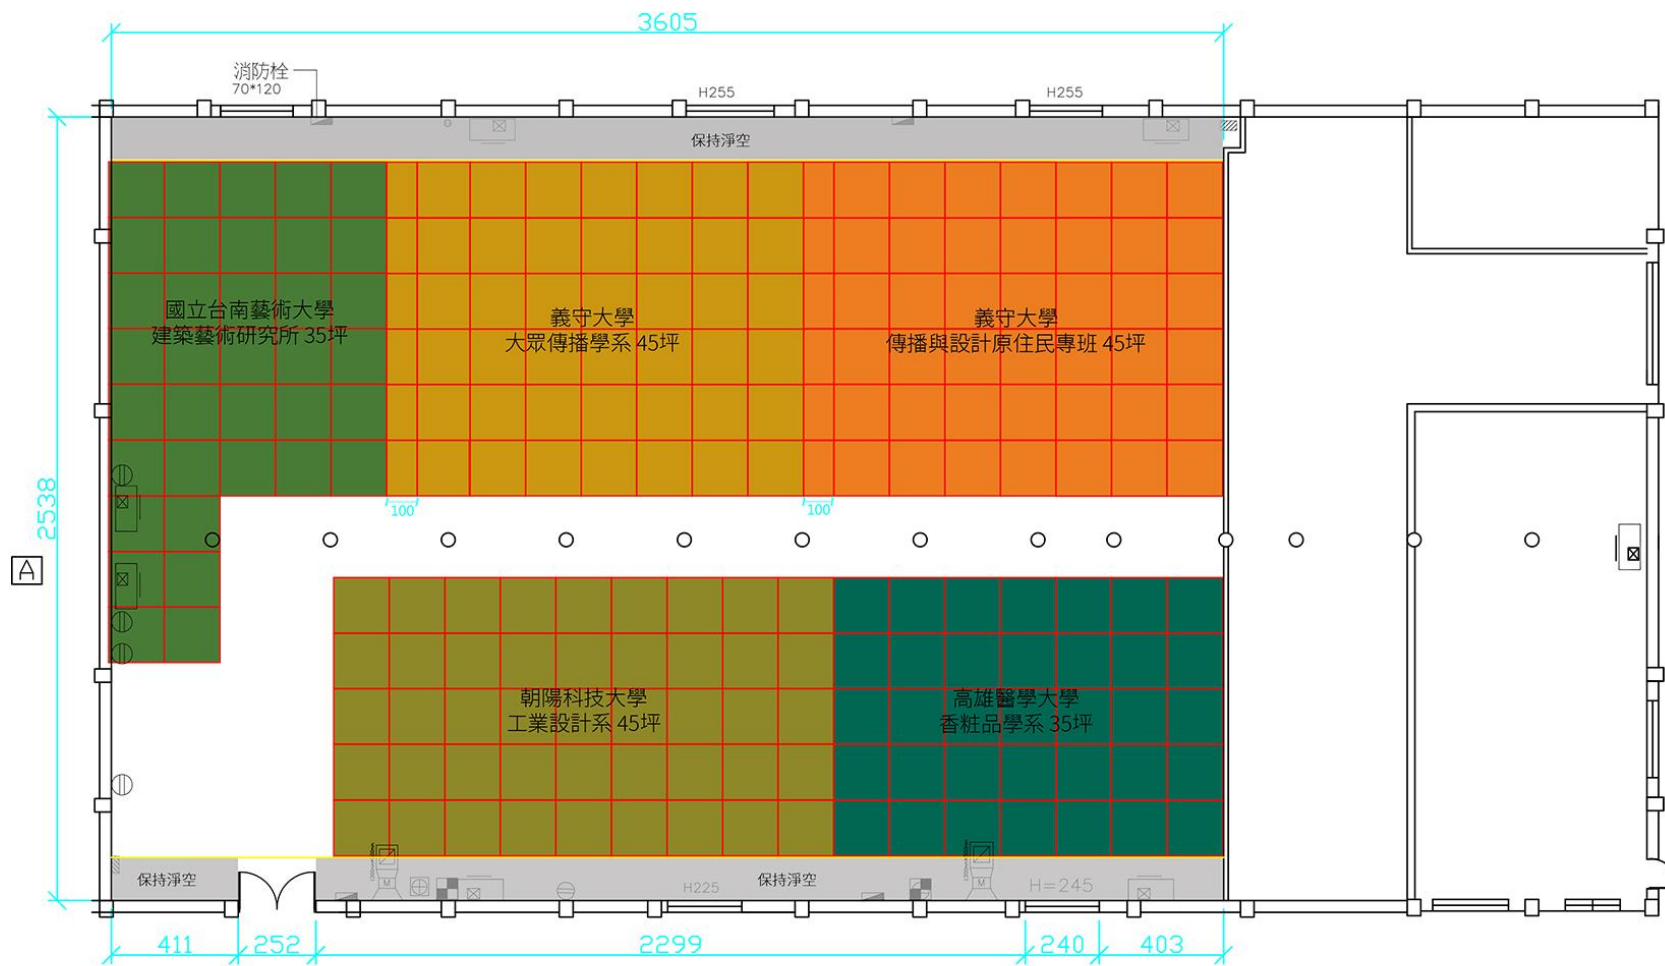 3605
消防栓
70*120
H255
H255
保持淨空
國立台南藝術大學
建築藝術研究所 35坪
義守大學
大眾傳播學系 45坪
義守大學
傳播與設計原住民專班 45坪
2538
100
100
A
朝陽科技大學
工業設計系 45坪
高雄醫學大學
香粧品學系 35坪
保持淨空
M
H225
保持淨空
M
H=245
411
252
2299
240
403